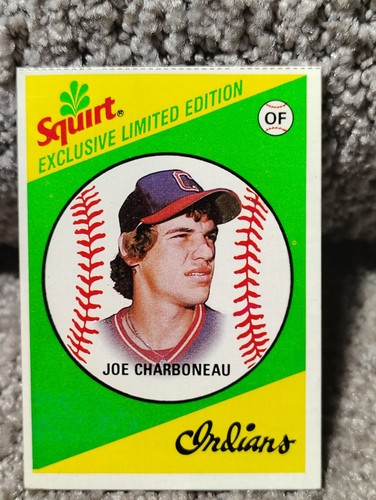 Squirt®
EXCLUSIVE LIMITED EDITION
OF
C
JOE CHARBONEAU
Indians